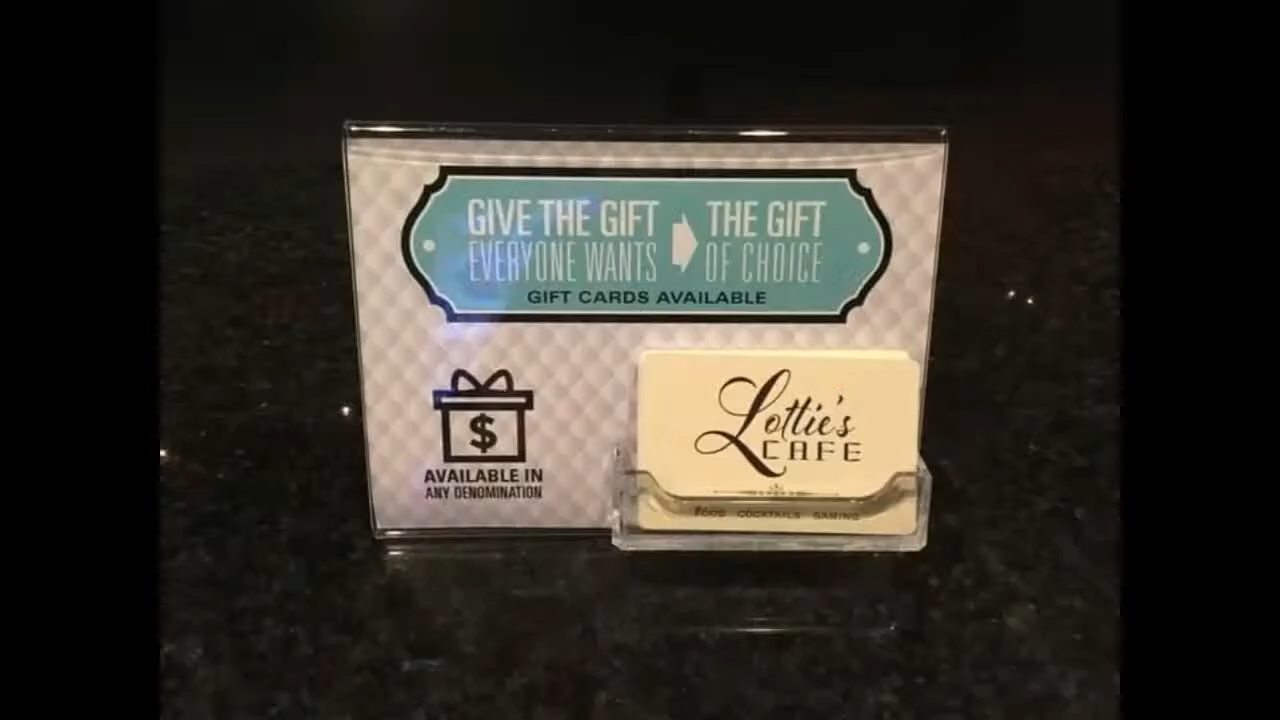 GIVE THE GIFT
EVERYONE WANTS
THE GIFT
OF CHOICE
GIFT CARDS AVAILABLE
$
AVAILABLE IN
ANY DENOMINATION
Lottie's
CAFE
FOOD COCKTAILS GAMING